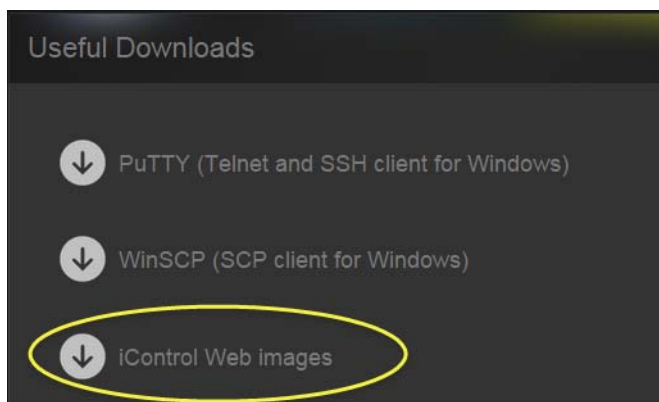 Useful Downloads
PuTTY (Telnet and SSH client for Windows)
WinSCP (SCP client for Windows)
iControl Web images